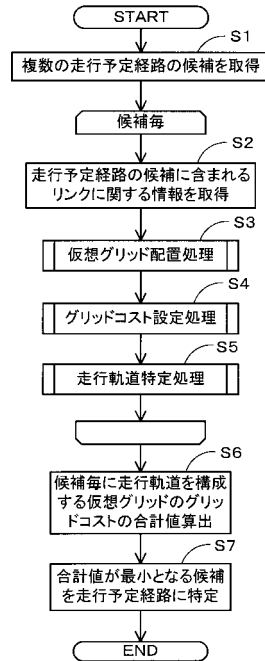 START
S1
複数の走行予定経路の候補を取得
候補毎
S2
走行予定経路の候補に含まれる
リンクに関する情報を取得
S3
仮想グリッド配置処理
S4
グリッドコスト設定処理
S5
走行軌道特定処理
S6
候補毎に走行軌道を構成
する仮想グリッドのグリッ
ドコストの合計値算出
S7
合計値が最小となる候補
を走行予定経路に特定
END